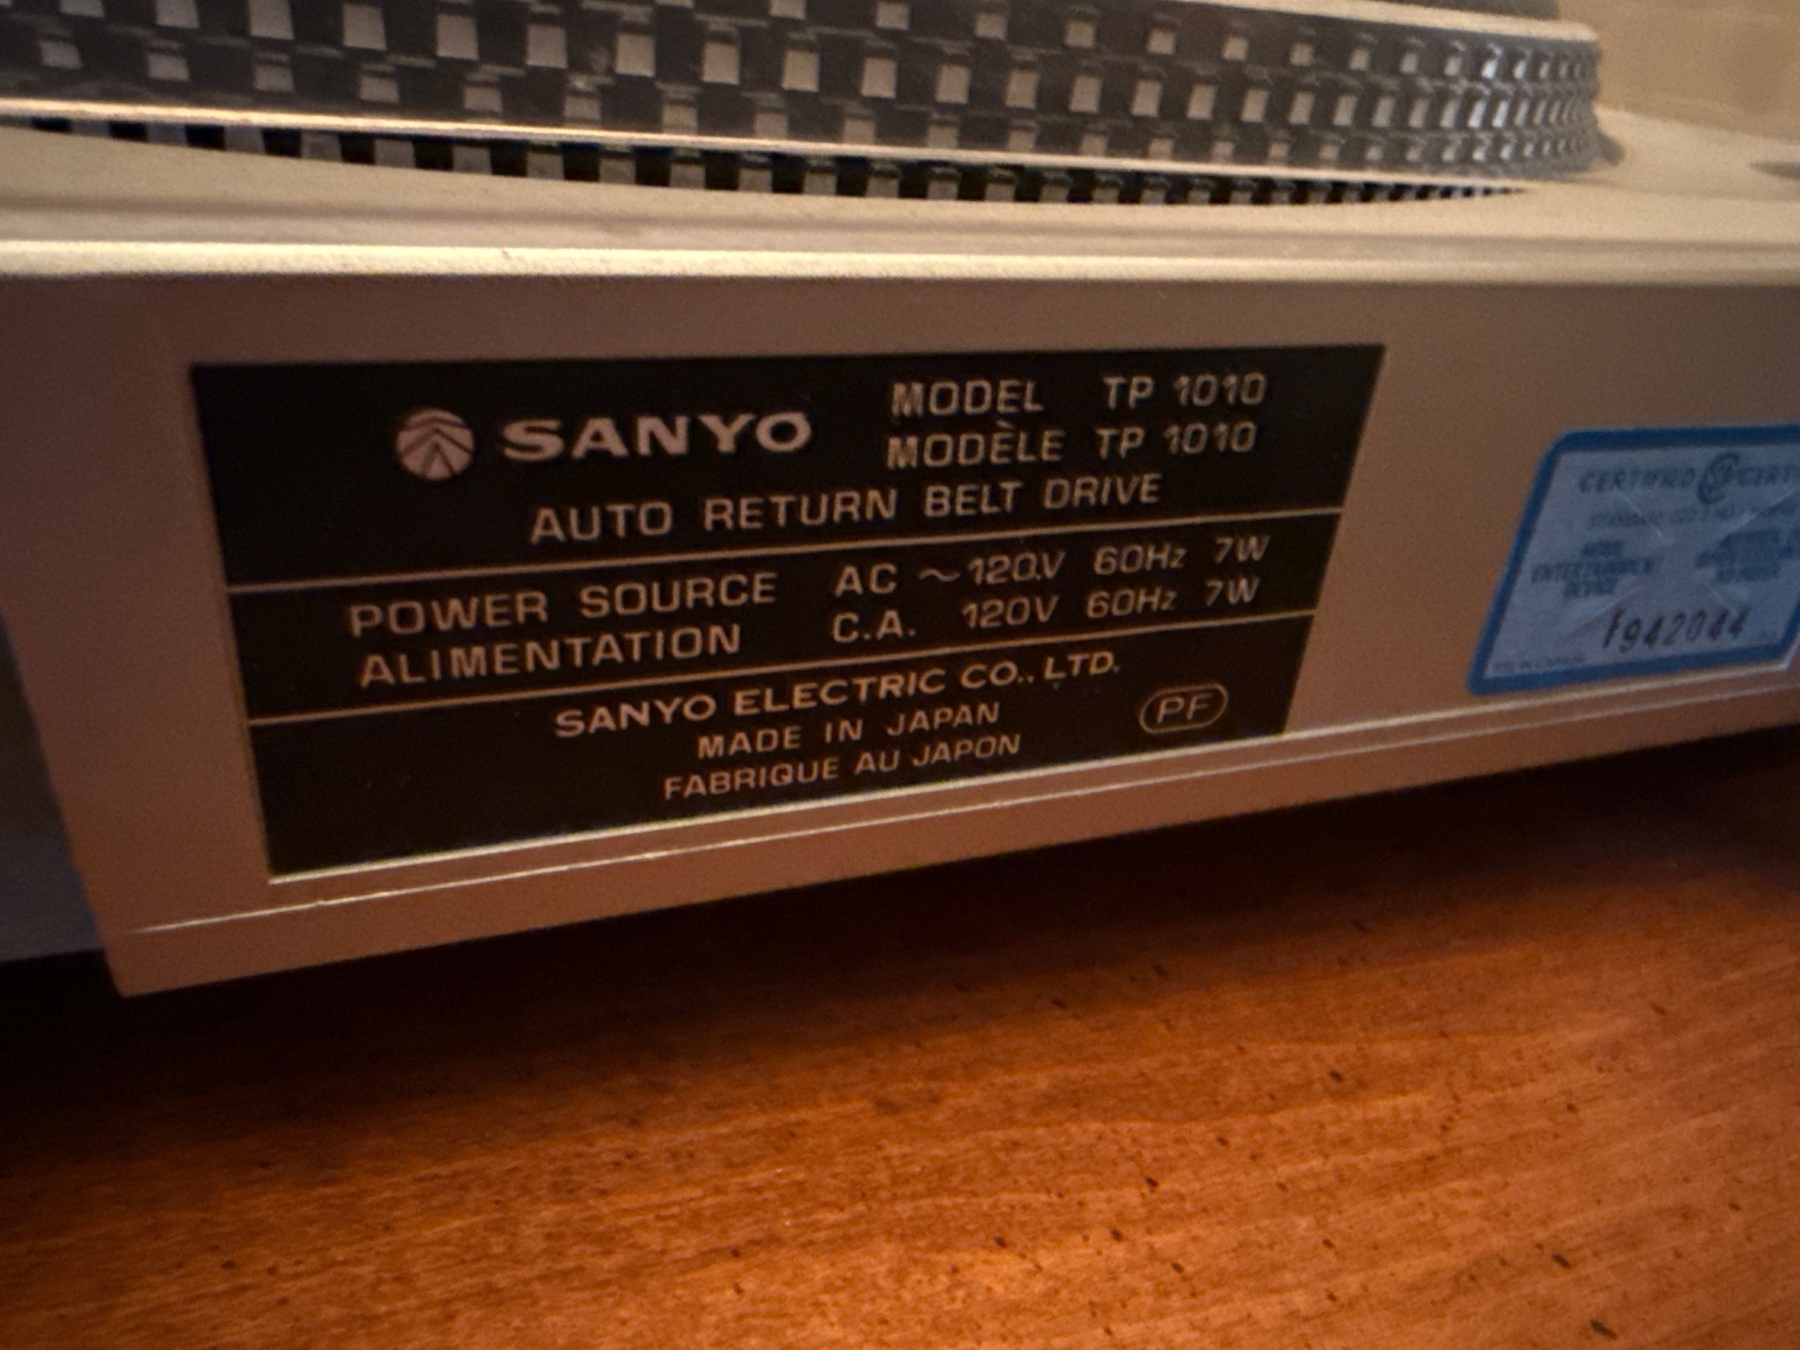 SANYO
MODEL TP 1010
MODÈLE TP 1010
AUTO RETURN BELT DRIVE
POWER SOURCE AC ~ 120V 60Hz 7W
ALIMENTATION C.A. 120V 60Hz 7W
SANYO ELECTRIC CO., LTD.
MADE IN JAPAN
FABRIQUE AU JAPON
PF
CERTIFIED
ENTERTAINMENT
f942044